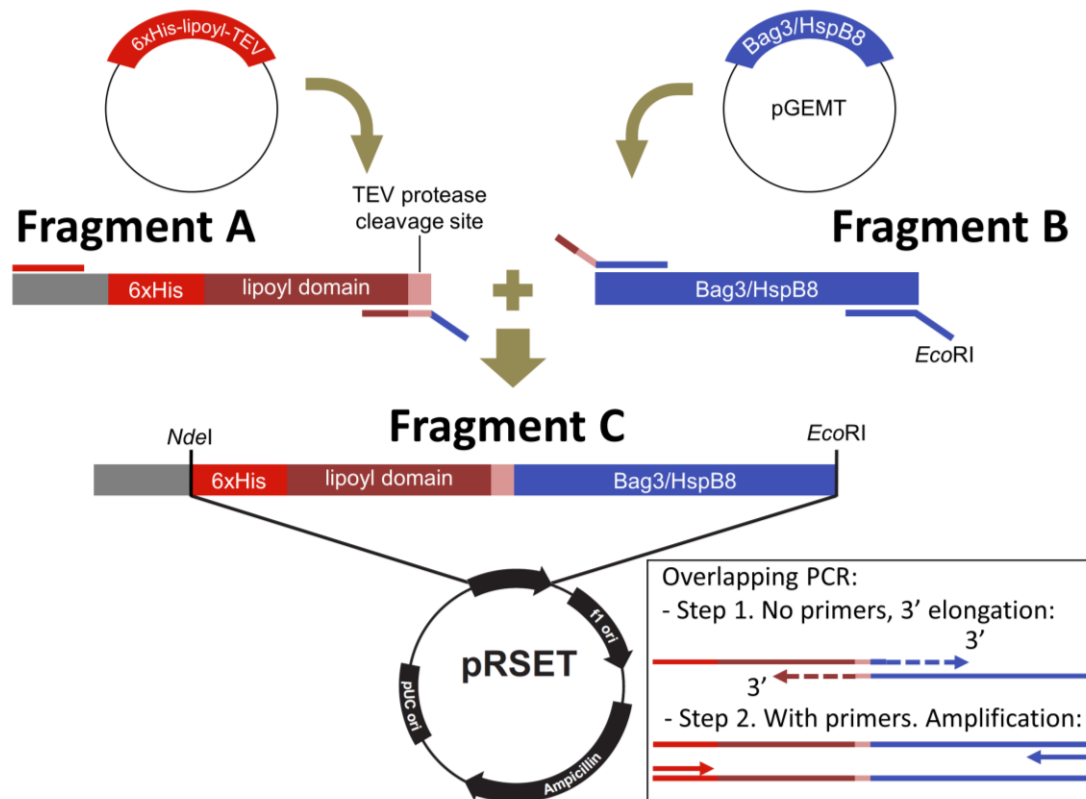 6xHis-lipoyl-TEV
Bag3/HspB8
pGEMT
TEV protease
cleavage site
Fragment A
Fragment B
6xHis
lipoyl domain
+
Bag3/HspB8
EcoRI
Fragment C
NdeI
EcoRI
6xHis
lipoyl domain
Bag3/HspB8
pRSET
f1 ori
pUC ori
Ampicillin
Overlapping PCR:
- Step 1. No primers, 3’ elongation:
3’
3’
- Step 2. With primers. Amplification: